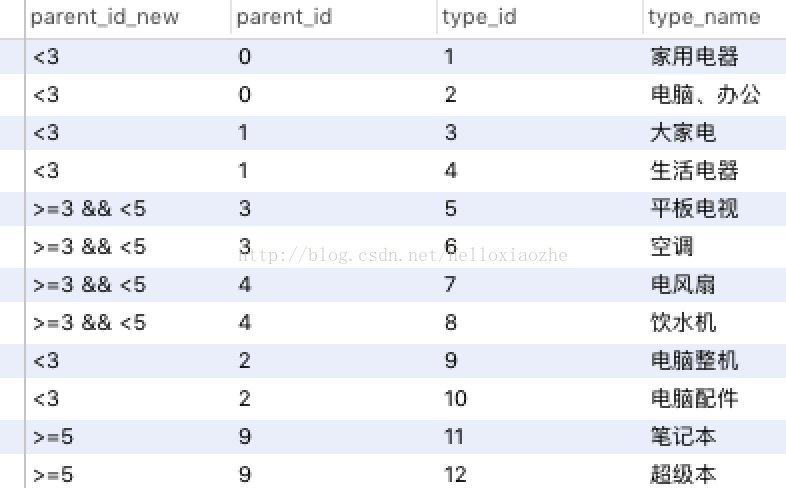 parent_id_new parent_id type_id type_name
<3 0 1 家用电器
<3 0 2 电脑、办公
<3 1 3 大家电
<3 1 4 生活电器
>=3 && <5 3 5 平板电视
>=3 && <5 3 6 空调
http://blog.csdn.net/helloxiaozhe
>=3 && <5 4 7 电风扇
>=3 && <5 4 8 饮水机
<3 2 9 电脑整机
<3 2 10 电脑配件
>=5 9 11 笔记本
>=5 9 12 超级本